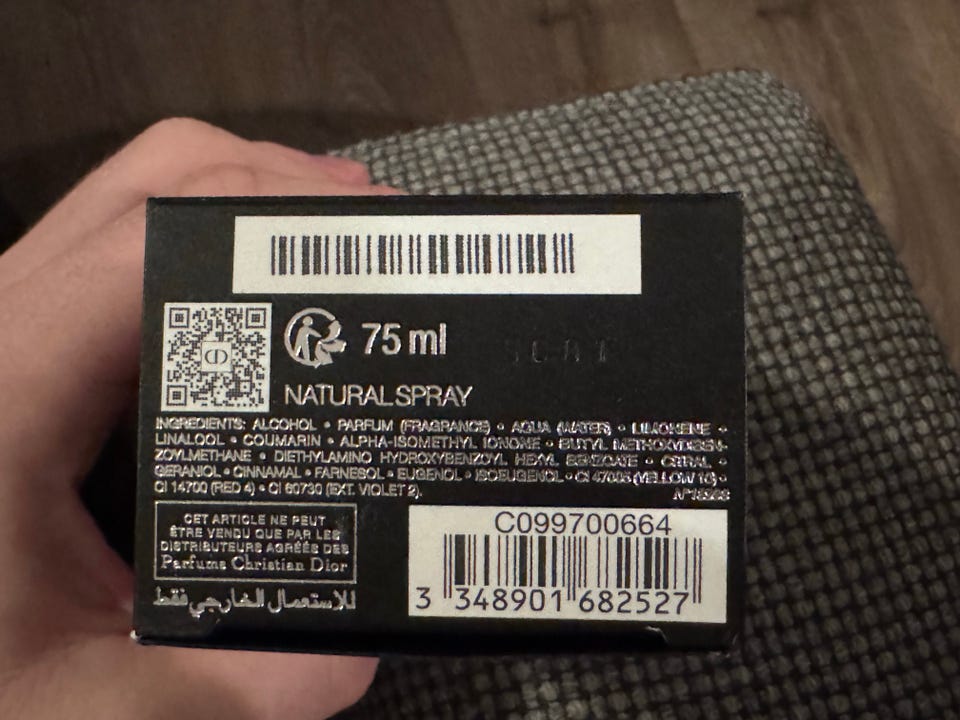 75 ml
NATURAL SPRAY
INGREDIENTS: ALCOHOL • PARFUM (FRAGRANCE) • AQUA (WATER) • LIMONENE •
LINALOOL • COUMARIN • ALPHA-ISOMETHYL IONONE • BUTYL METHOXYDIBEN-
ZOYLMETHANE • DIETHYLAMINO HYDROXYBENZOYL HEXYL BENZOATE • CITRAL •
GERANIOL • CINNAMAL • FARNESOL • EUGENOL • ISOEUGENOL • CI 47005 (YELLOW 10) •
CI 14700 (RED 4) • CI 60730 (EXT. VIOLET 2).
CET ARTICLE NE PEUT
ÊTRE VENDU QUE PAR LES
DISTRIBUTEURS AGRÉÉS DES
Parfums Christian Dior
للاستعمال الخارجي فقط
C099700664
3 348901 682527